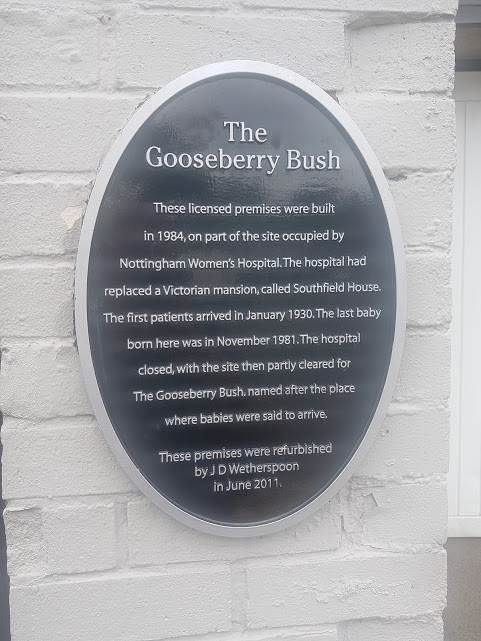 The
Gooseberry Bush
These licensed premises were built
in 1984, on part of the site occupied by
Nottingham Women's Hospital. The hospital had
replaced a Victorian mansion, called Southfield House.
The first patients arrived in January 1930. The last baby
born here was in November 1981. The hospital
closed, with the site then partly cleared for
The Gooseberry Bush, named after the place
where babies were said to arrive.
These premises were refurbished
by J D Wetherspoon
in June 2011.